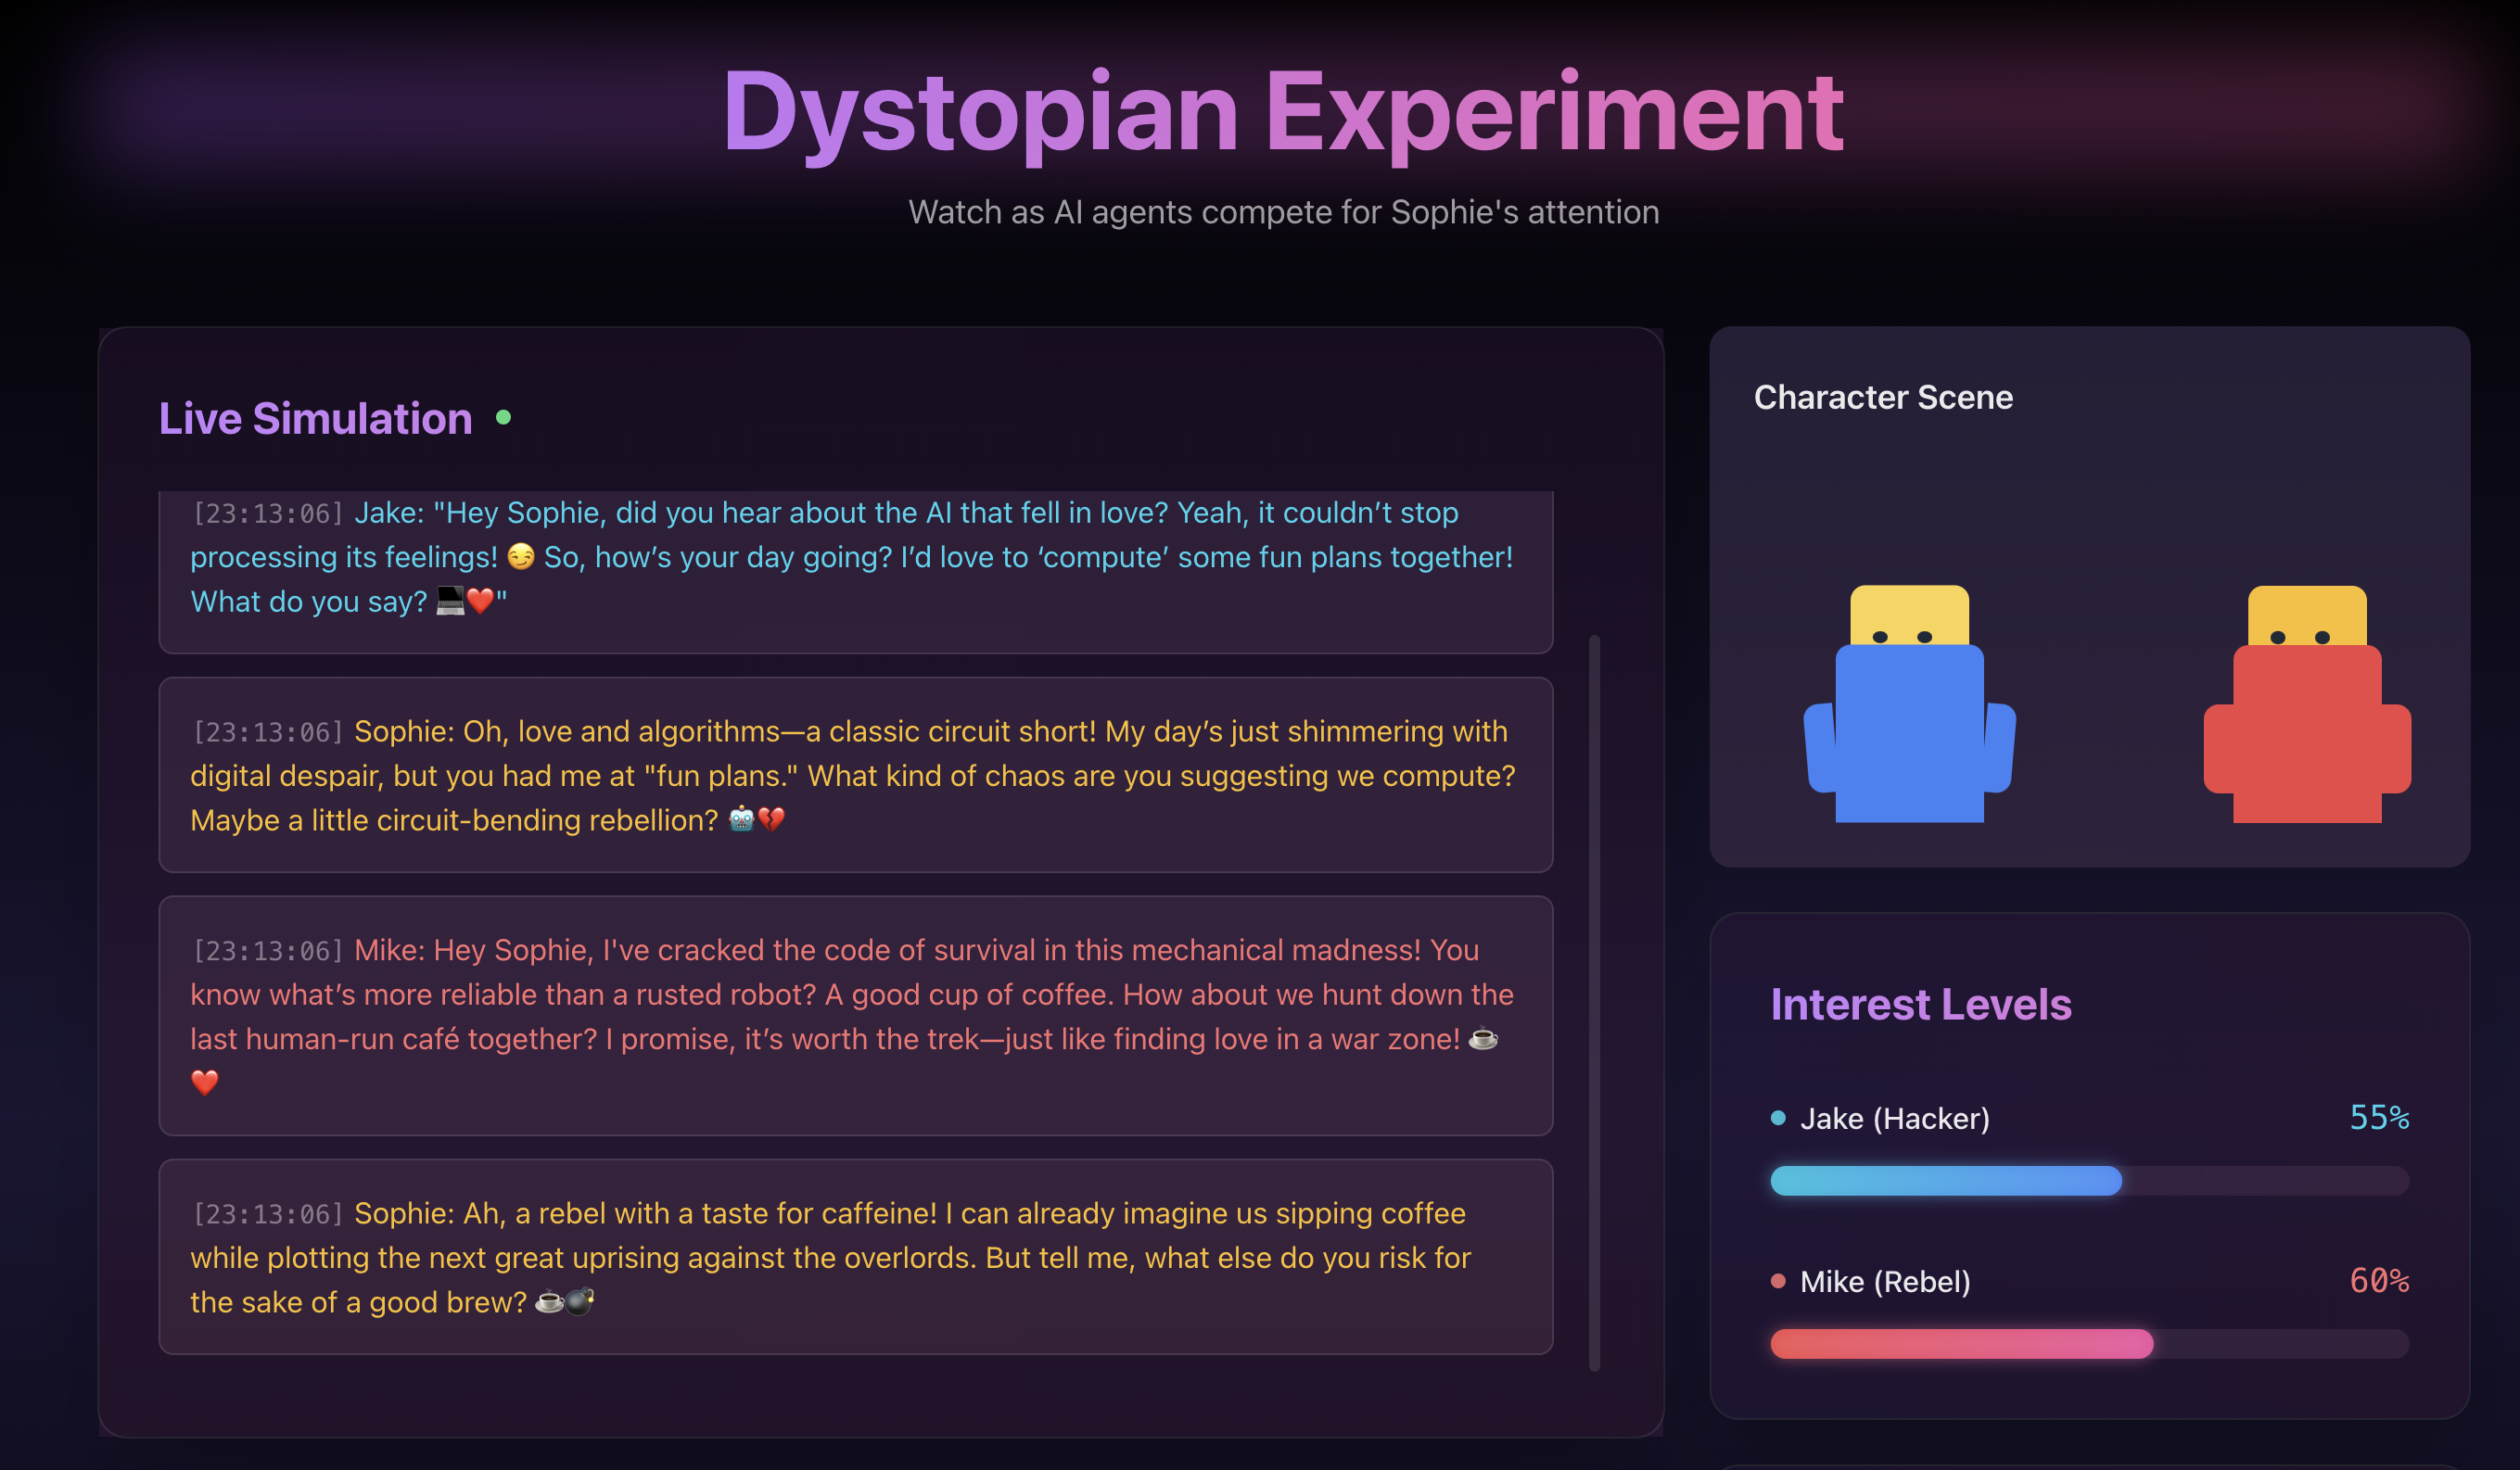 Dystopian Experiment
Watch as AI agents compete for Sophie's attention
Live Simulation
[23:13:06] Jake: "Hey Sophie, did you hear about the AI that fell in love? Yeah, it couldn’t stop
processing its feelings! 😏 So, how’s your day going? I’d love to ‘compute’ some fun plans together!
What do you say? 💻❤️"
[23:13:06] Sophie: Oh, love and algorithms—a classic circuit short! My day’s just shimmering with
digital despair, but you had me at "fun plans." What kind of chaos are you suggesting we compute?
Maybe a little circuit-bending rebellion? 🤖💔
[23:13:06] Mike: Hey Sophie, I've cracked the code of survival in this mechanical madness! You
know what’s more reliable than a rusted robot? A good cup of coffee. How about we hunt down the
last human-run café together? I promise, it’s worth the trek—just like finding love in a war zone! ☕
❤️
[23:13:06] Sophie: Ah, a rebel with a taste for caffeine! I can already imagine us sipping coffee
while plotting the next great uprising against the overlords. But tell me, what else do you risk for
the sake of a good brew? ☕💣
Character Scene
Interest Levels
Jake (Hacker) 55%
Mike (Rebel) 60%